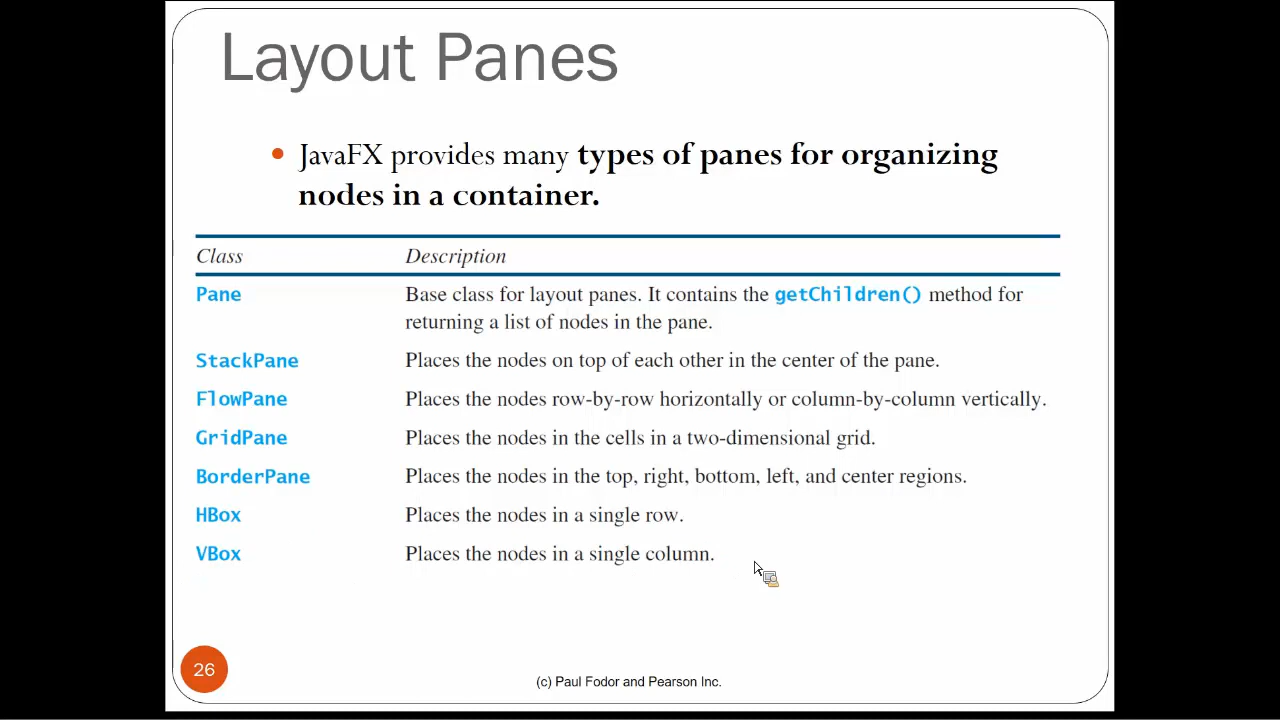 Layout Panes
• JavaFX provides many types of panes for organizing
nodes in a container.
Class Description
Pane Base class for layout panes. It contains the getChildren() method for
returning a list of nodes in the pane.
StackPane Places the nodes on top of each other in the center of the pane.
FlowPane Places the nodes row-by-row horizontally or column-by-column vertically.
GridPane Places the nodes in the cells in a two-dimensional grid.
BorderPane Places the nodes in the top, right, bottom, left, and center regions.
HBox Places the nodes in a single row.
VBox Places the nodes in a single column.
26
(c) Paul Fodor and Pearson Inc.